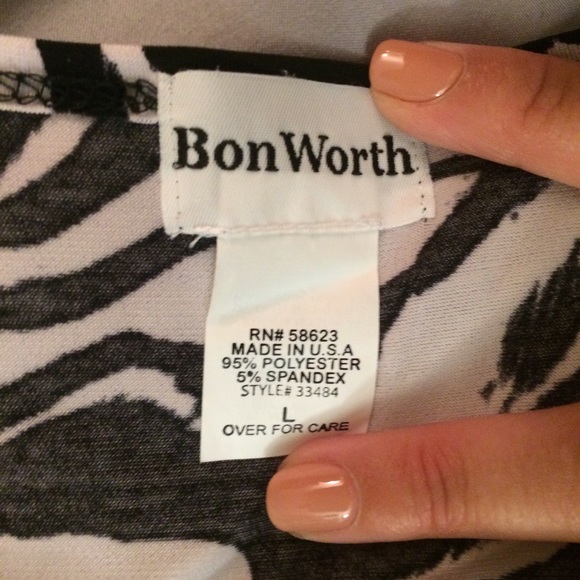 BonWorth
RN# 58623
MADE IN U.S.A
95% POLYESTER
5% SPANDEX
STYLE# 33484
L
OVER FOR CARE